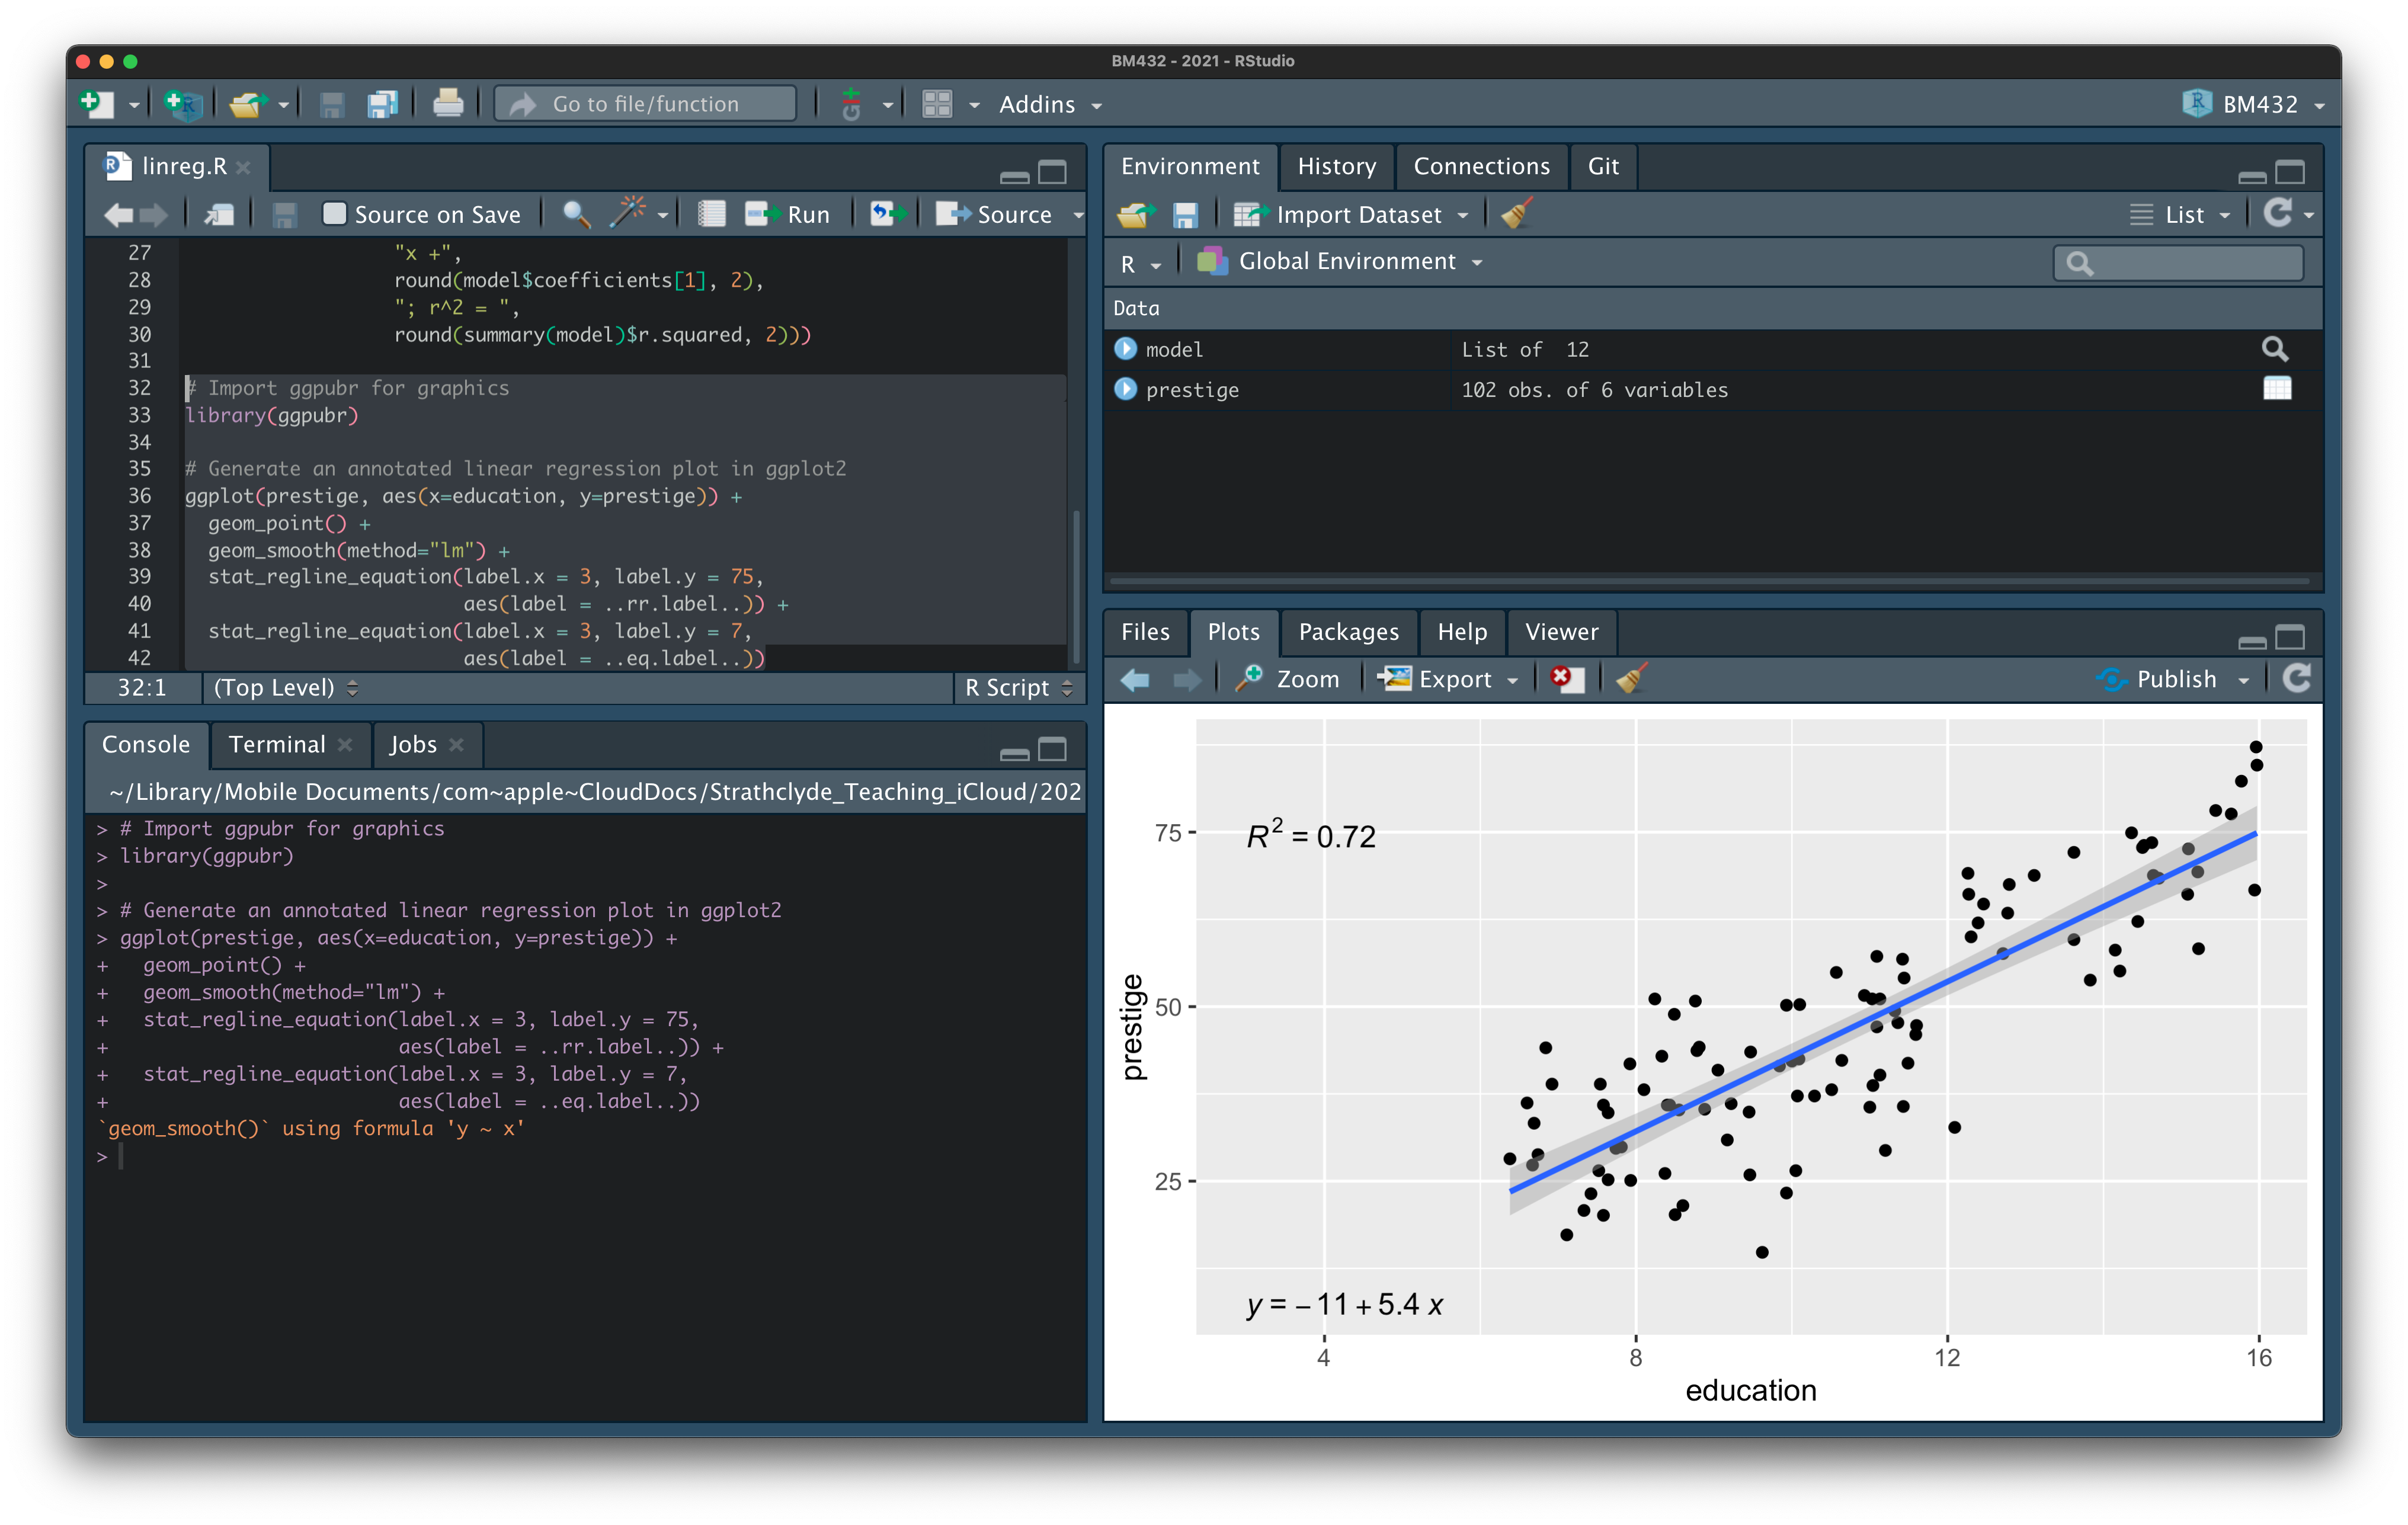 BM432 - 2021 - RStudio
Go to file/function
Git
Addins
BM432
linreg.R
Source on Save
Run
Source
27 "x +",
28 round(model$coefficients[1], 2),
29 "; r^2 = ",
30 round(summary(model)$r.squared, 2)))
31
32 # Import ggpubr for graphics
33 library(ggpubr)
34
35 # Generate an annotated linear regression plot in ggplot2
36 ggplot(prestige, aes(x=education, y=prestige)) +
37 geom_point() +
38 geom_smooth(method="lm") +
39 stat_regline_equation(label.x = 3, label.y = 75,
40 aes(label = ..rr.label..)) +
41 stat_regline_equation(label.x = 3, label.y = 7,
42 aes(label = ..eq.label..))
32:1 (Top Level) R Script
Console Terminal Jobs
~/Library/Mobile Documents/com~apple~CloudDocs/Strathclyde_Teaching_iCloud/202
> # Import ggpubr for graphics
> library(ggpubr)
>
> # Generate an annotated linear regression plot in ggplot2
> ggplot(prestige, aes(x=education, y=prestige)) +
+ geom_point() +
+ geom_smooth(method="lm") +
+ stat_regline_equation(label.x = 3, label.y = 75,
+ aes(label = ..rr.label..)) +
+ stat_regline_equation(label.x = 3, label.y = 7,
+ aes(label = ..eq.label..))
`geom_smooth()` using formula 'y ~ x'
>
Environment History Connections Git
Import Dataset List
R Global Environment
Data
model List of 12
prestige 102 obs. of 6 variables
Files Plots Packages Help Viewer
Zoom Export Publish
R² = 0.72
75
50
25
prestige
y = −11 + 5.4 x
4 8 12 16
education